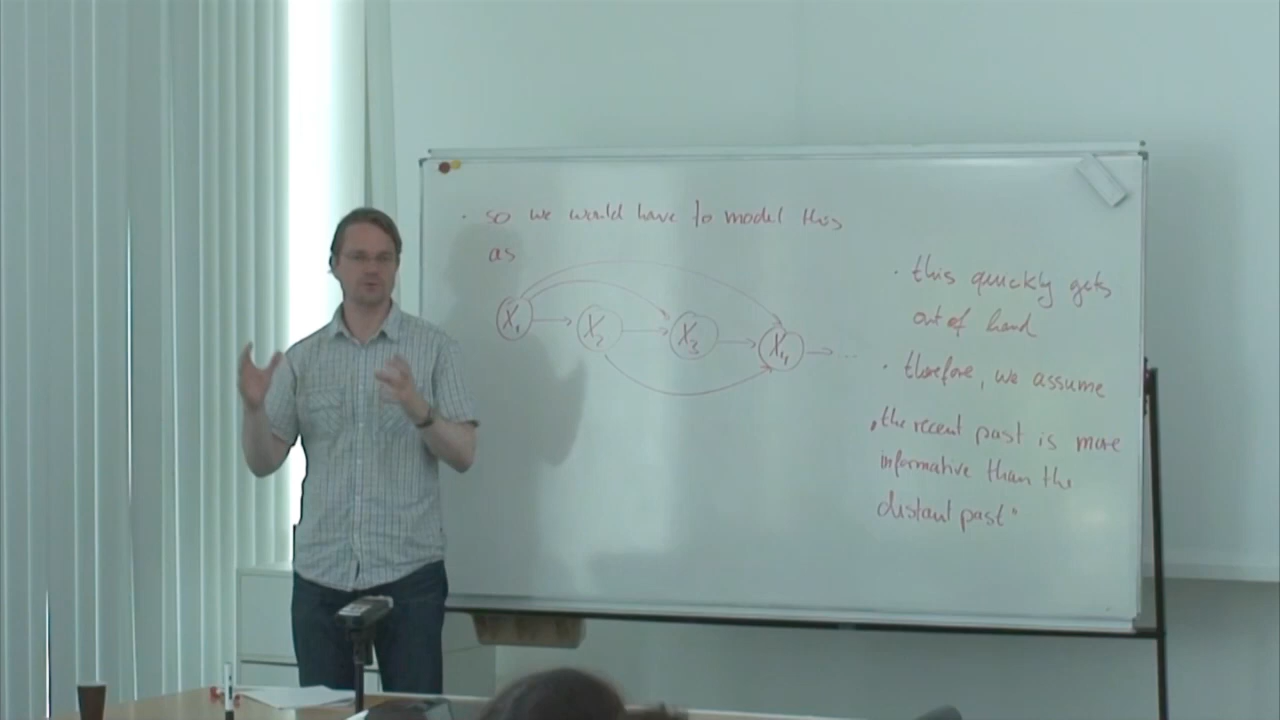 • so we would have to model this
as
X₁ X₂ X₃ X₄ ...
• this quickly gets
out of hand
• therefore, we assume
"the recent past is more
informative than the
distant past"